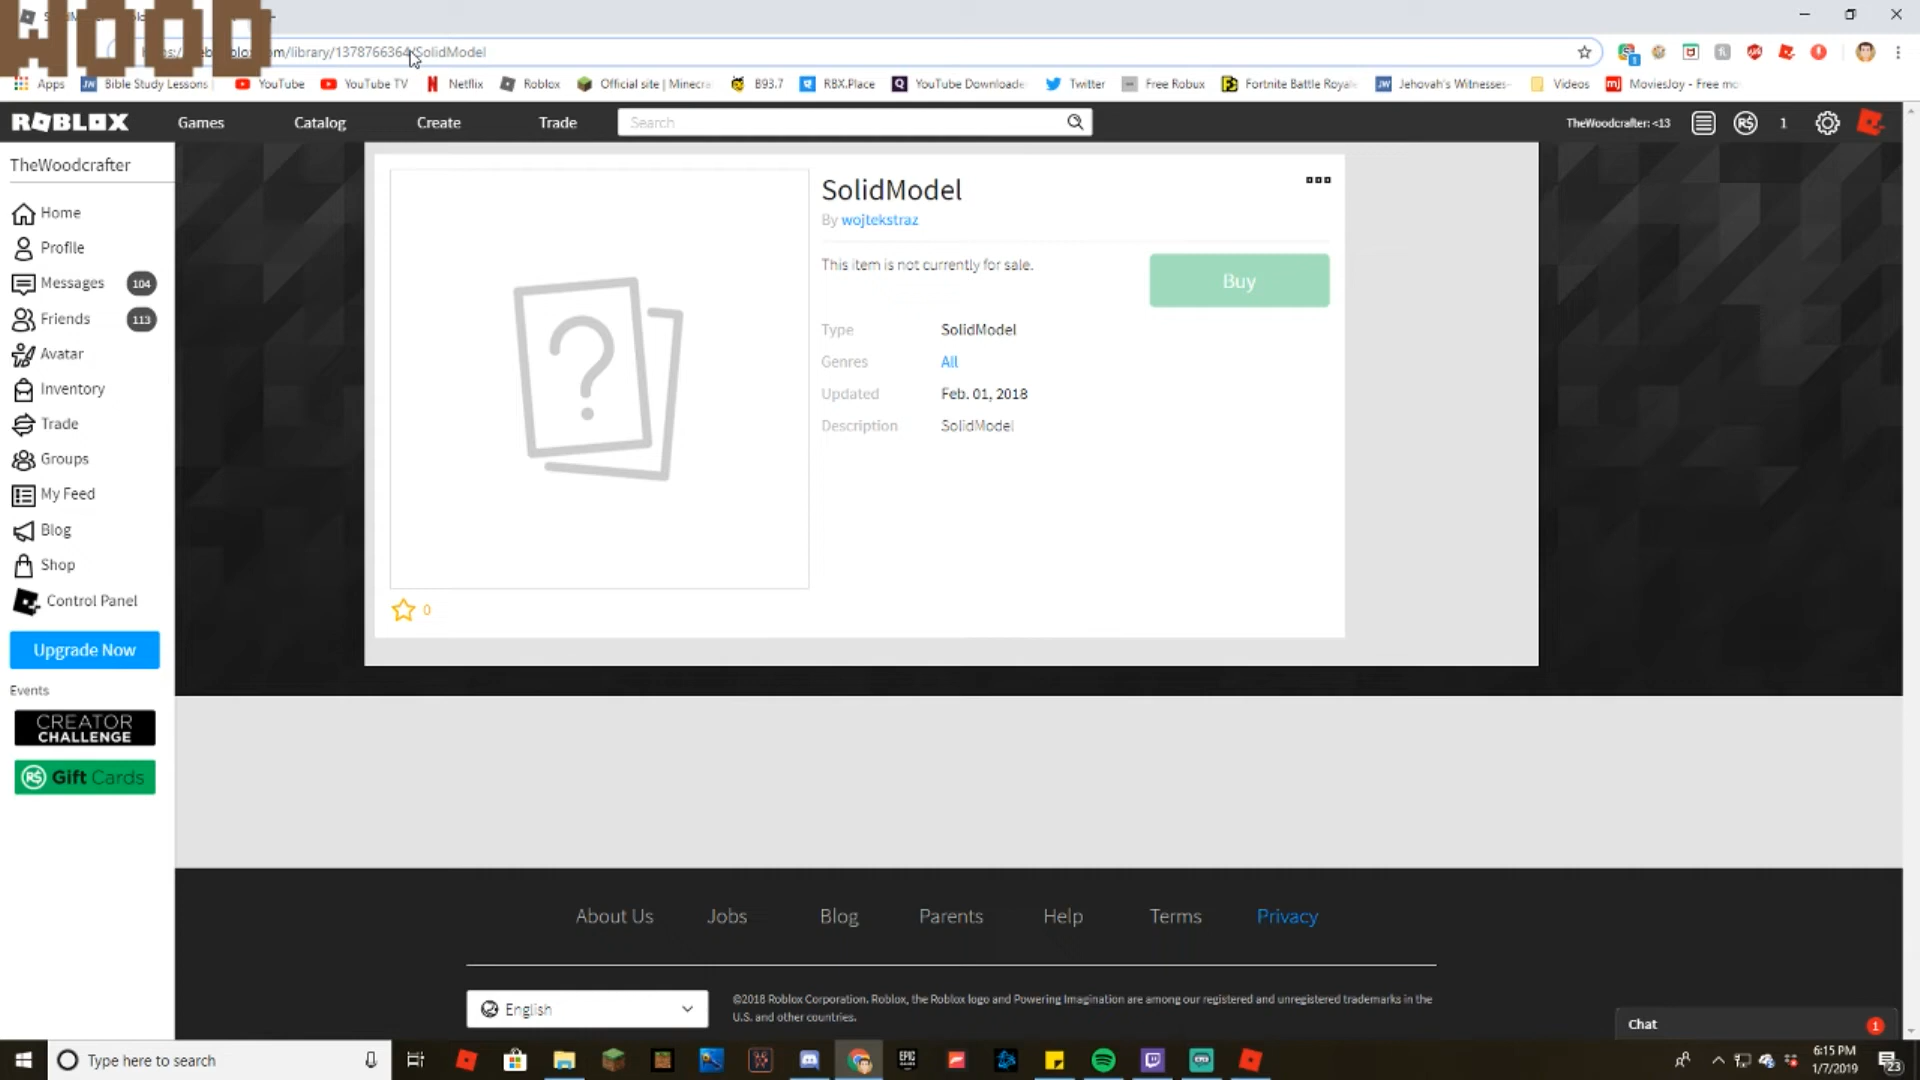 WOOD
/library/1378766364/SolidModel
Apps Bible Study Lessons YouTube YouTube TV Netflix Roblox Official site | Minecra B93.7 RBX.Place YouTube Downloade Twitter Free Robux Fortnite Battle Royale Jehovah's Witnesses- Videos MoviesJoy - Free mo
ROBLOX Games Catalog Create Trade Search TheWoodcrafter: <13 1
TheWoodcrafter
Home
Profile
Messages 104
Friends 113
Avatar
Inventory
Trade
Groups
My Feed
Blog
Shop
Control Panel
Upgrade Now
Events
CREATOR
CHALLENGE
Gift Cards
SolidModel
By wojtekstraz
This item is not currently for sale.
Buy
Type SolidModel
Genres All
Updated Feb. 01, 2018
Description SolidModel
0
About Us Jobs Blog Parents Help Terms Privacy
English
©2018 Roblox Corporation. Roblox, the Roblox logo and Powering Imagination are among our registered and unregistered trademarks in the
U.S. and other countries.
Chat 1
Type here to search
EPIC
6:15 PM
1/7/2019
23